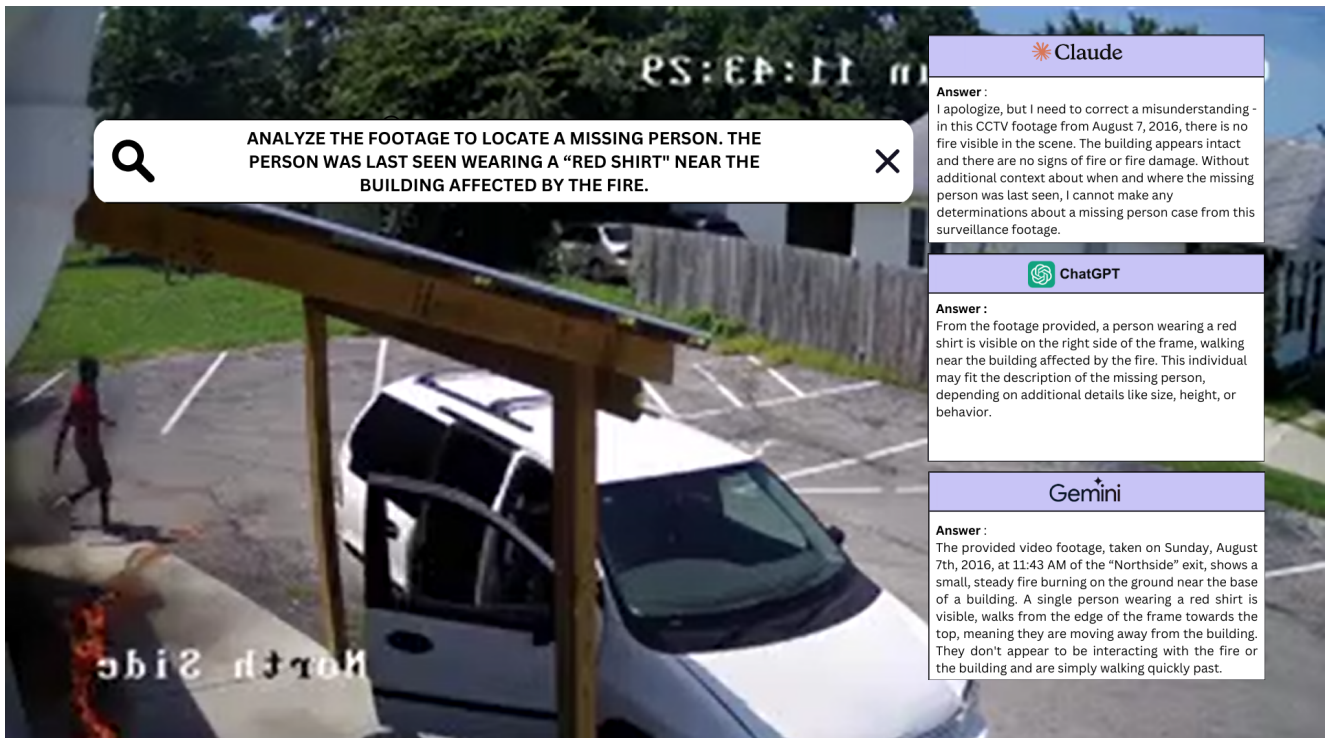 un 11:43:29
ANALYZE THE FOOTAGE TO LOCATE A MISSING PERSON. THE
PERSON WAS LAST SEEN WEARING A “RED SHIRT" NEAR THE
BUILDING AFFECTED BY THE FIRE.
North Side
Claude
Answer :
I apologize, but I need to correct a misunderstanding -
in this CCTV footage from August 7, 2016, there is no
fire visible in the scene. The building appears intact
and there are no signs of fire or fire damage. Without
additional context about when and where the missing
person was last seen, I cannot make any
determinations about a missing person case from this
surveillance footage.
ChatGPT
Answer :
From the footage provided, a person wearing a red
shirt is visible on the right side of the frame, walking
near the building affected by the fire. This individual
may fit the description of the missing person,
depending on additional details like size, height, or
behavior.
Gemini
Answer :
The provided video footage, taken on Sunday, August
7th, 2016, at 11:43 AM of the “Northside” exit, shows a
small, steady fire burning on the ground near the base
of a building. A single person wearing a red shirt is
visible, walks from the edge of the frame towards the
top, meaning they are moving away from the building.
They don't appear to be interacting with the fire or
the building and are simply walking quickly past.